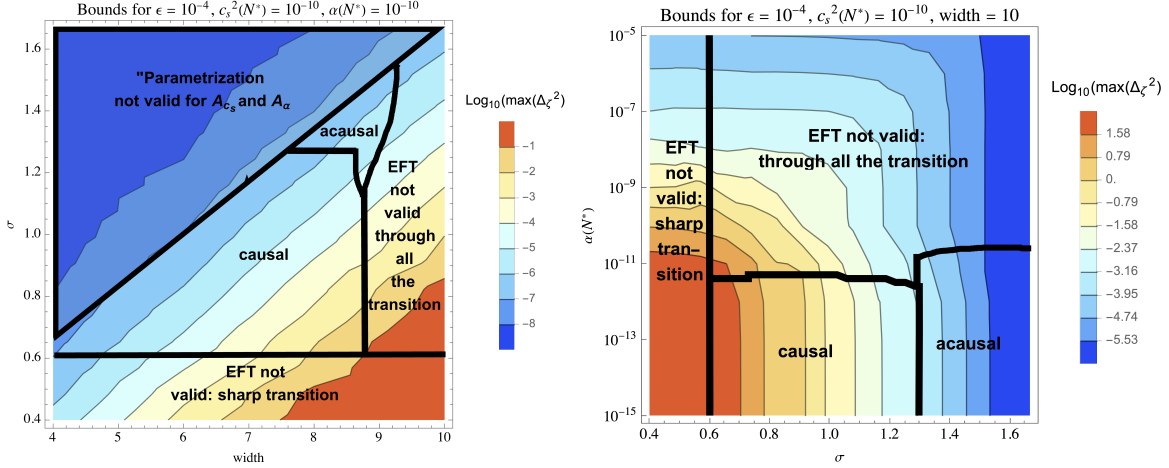 Bounds for ϵ = 10⁻⁴, cₛ²(N*) = 10⁻¹⁰, α(N*) = 10⁻¹⁰
1.6
1.4
1.2
1.0
0.8
0.6
0.4
σ
"Parametrization
not valid for A_cₛ and A_α
acausal
EFT
not
valid
through
all
the
transition
causal
EFT not
valid: sharp transition
4
5
6
7
8
9
10
width
Log₁₀(max(Δ_ζ²)
−1
−2
−3
−4
−5
−6
−7
−8
Bounds for ϵ = 10⁻⁴, cₛ²(N*) = 10⁻¹⁰, width = 10
10⁻⁵
10⁻⁷
10⁻⁹
10⁻¹¹
10⁻¹³
10⁻¹⁵
α(N*)
EFT
not
valid:
sharp
tran-
sition
EFT not valid:
through all the transition
causal
acausal
0.4
0.6
0.8
1.0
1.2
1.4
1.6
σ
Log₁₀(max(Δ_ζ²)
1.58
0.79
0.
−0.79
−1.58
−2.37
−3.16
−3.95
−4.74
−5.53